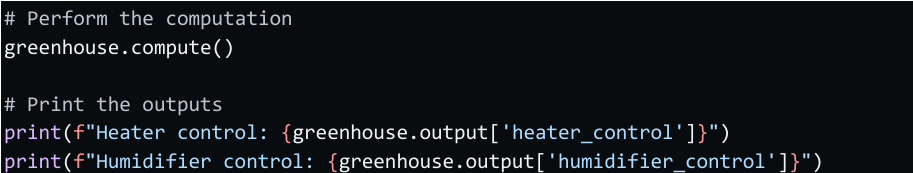 # Perform the computation
greenhouse.compute()
# Print the outputs
print(f"Heater control: {greenhouse.output['heater_control']}")
print(f"Humidifier control: {greenhouse.output['humidifier_control']}")